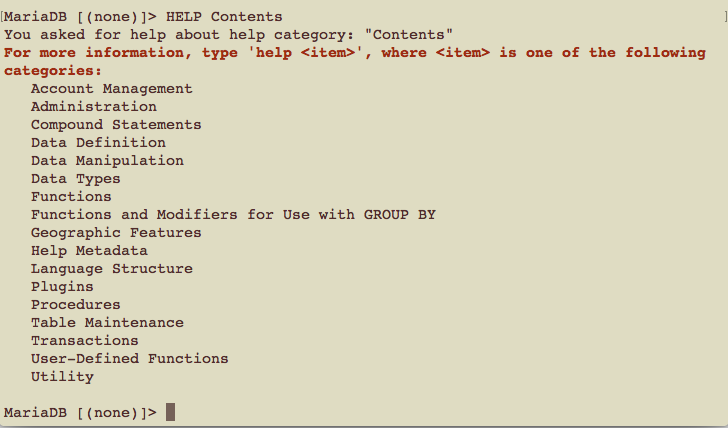 MariaDB [(none)]> HELP Contents
You asked for help about help category: "Contents"
For more information, type 'help <item>', where <item> is one of the following
categories:
   Account Management
   Administration
   Compound Statements
   Data Definition
   Data Manipulation
   Data Types
   Functions
   Functions and Modifiers for Use with GROUP BY
   Geographic Features
   Help Metadata
   Language Structure
   Plugins
   Procedures
   Table Maintenance
   Transactions
   User-Defined Functions
   Utility

MariaDB [(none)]>